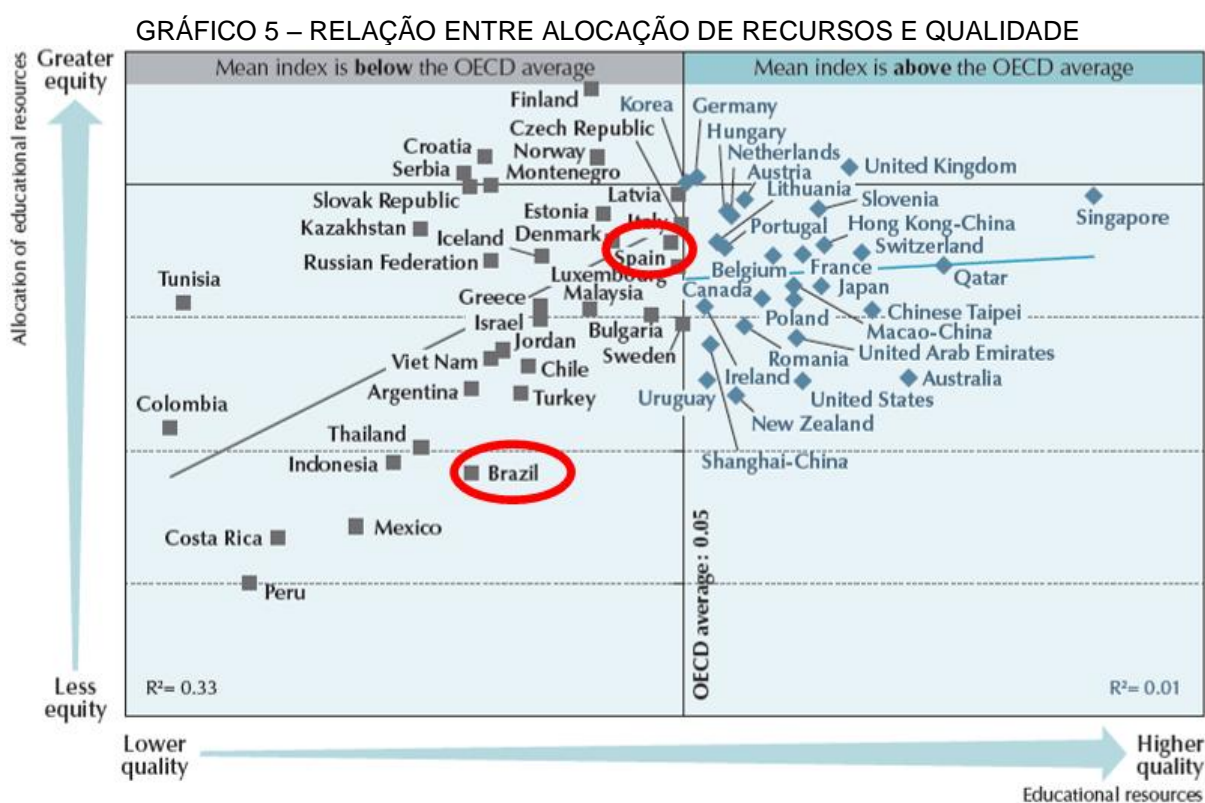 GRÁFICO 5 – RELAÇÃO ENTRE ALOCAÇÃO DE RECURSOS E QUALIDADE
Allocation of educational resources
Greater
equity
Mean index is below the OECD average
Mean index is above the OECD average
Finland
Korea
Germany
Czech Republic
Hungary
Croatia
Norway
Netherlands
United Kingdom
Serbia
Montenegro
Austria
Slovak Republic
Latvia
Lithuania
Slovenia
Singapore
Kazakhstan
Estonia
Italy
Portugal
Hong Kong-China
Iceland
Denmark
Switzerland
Russian Federation
Spain
Belgium
France
Qatar
Tunisia
Luxembourg
Greece
Malaysia
Canada
Japan
Israel
Bulgaria
Poland
Chinese Taipei
Jordan
Sweden
Macao-China
Viet Nam
Chile
Romania
United Arab Emirates
Argentina
Turkey
Uruguay
Ireland
Australia
Colombia
United States
New Zealand
Thailand
Indonesia
Brazil
Shanghai-China
Costa Rica
Mexico
Peru
OECD average: 0.05
Less
equity
R²= 0.33
R²= 0.01
Lower
quality
Higher
quality
Educational resources